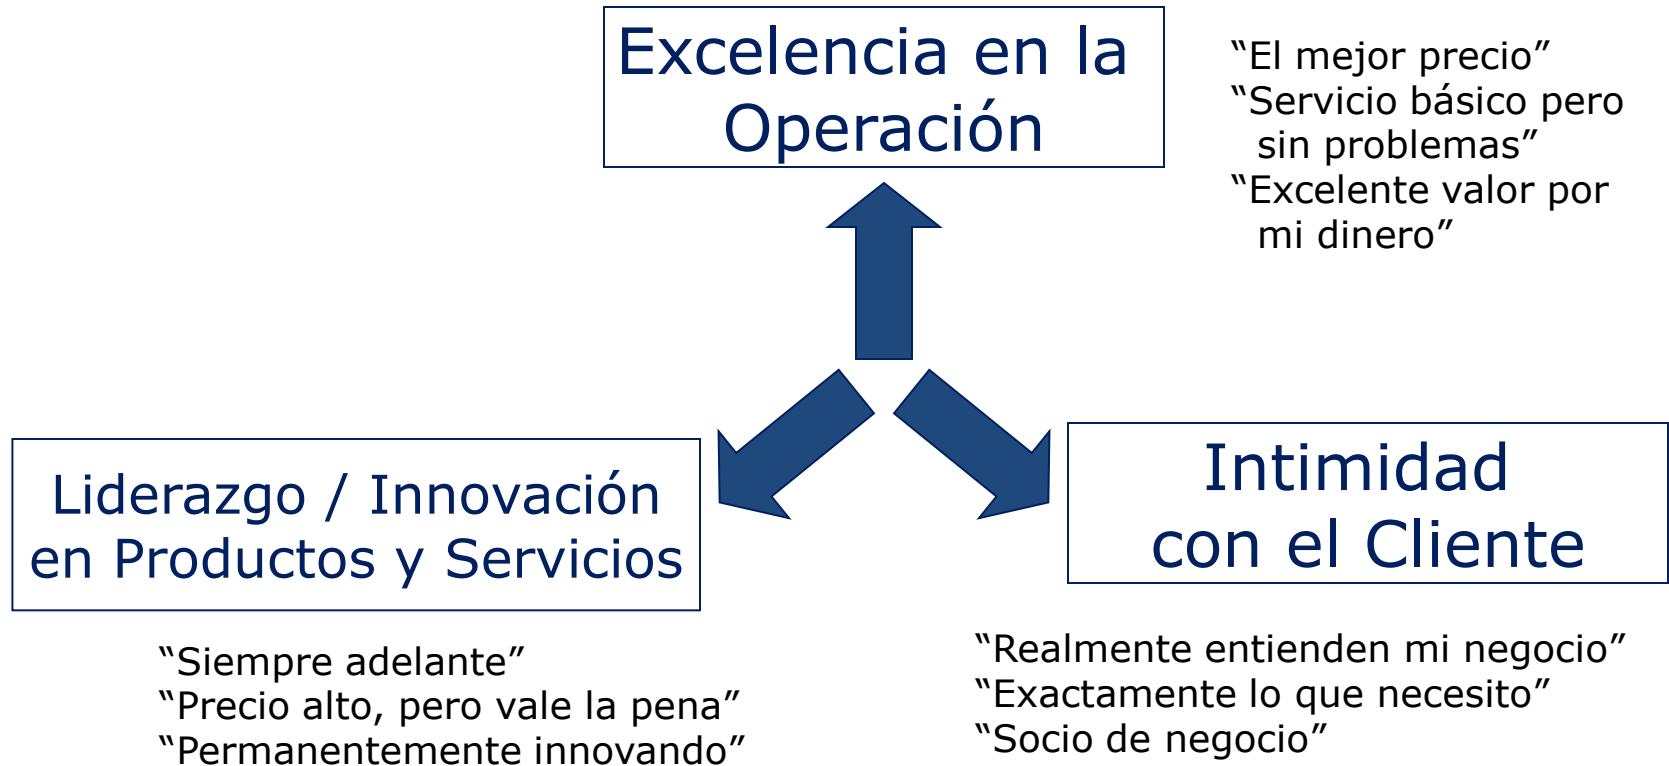 Excelencia en la
Operación
“El mejor precio”
“Servicio básico pero
sin problemas”
“Excelente valor por
mi dinero”
Liderazgo / Innovación
en Productos y Servicios
“Siempre adelante”
“Precio alto, pero vale la pena”
“Permanentemente innovando”
Intimidad
con el Cliente
“Realmente entienden mi negocio”
“Exactamente lo que necesito”
“Socio de negocio”